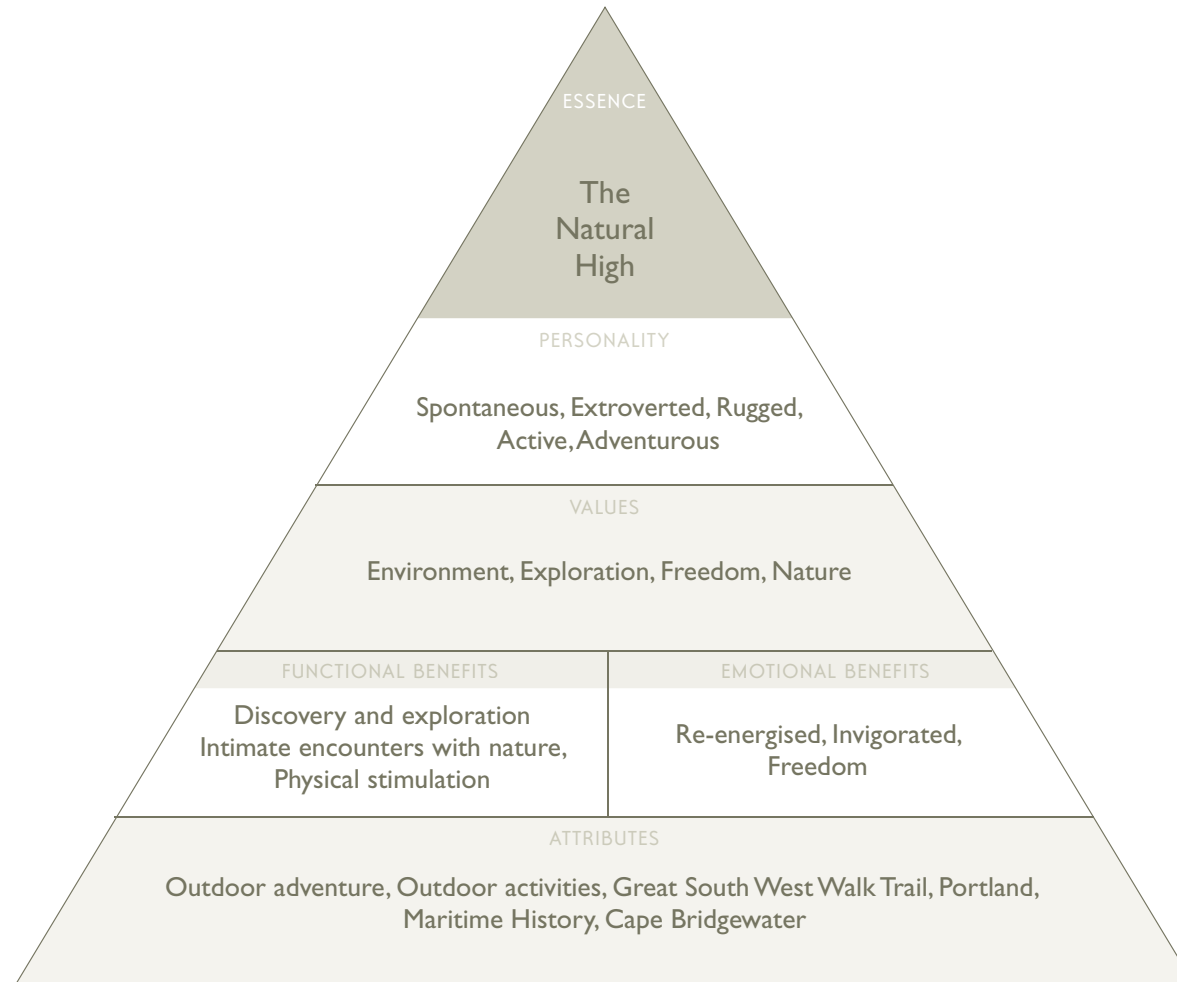 ESSENCE
The
Natural
High
PERSONALITY
Spontaneous, Extroverted, Rugged,
Active, Adventurous
VALUES
Environment, Exploration, Freedom, Nature
FUNCTIONAL BENEFITS
Discovery and exploration
Intimate encounters with nature,
Physical stimulation
EMOTIONAL BENEFITS
Re-energised, Invigorated,
Freedom
ATTRIBUTES
Outdoor adventure, Outdoor activities, Great South West Walk Trail, Portland,
Maritime History, Cape Bridgewater